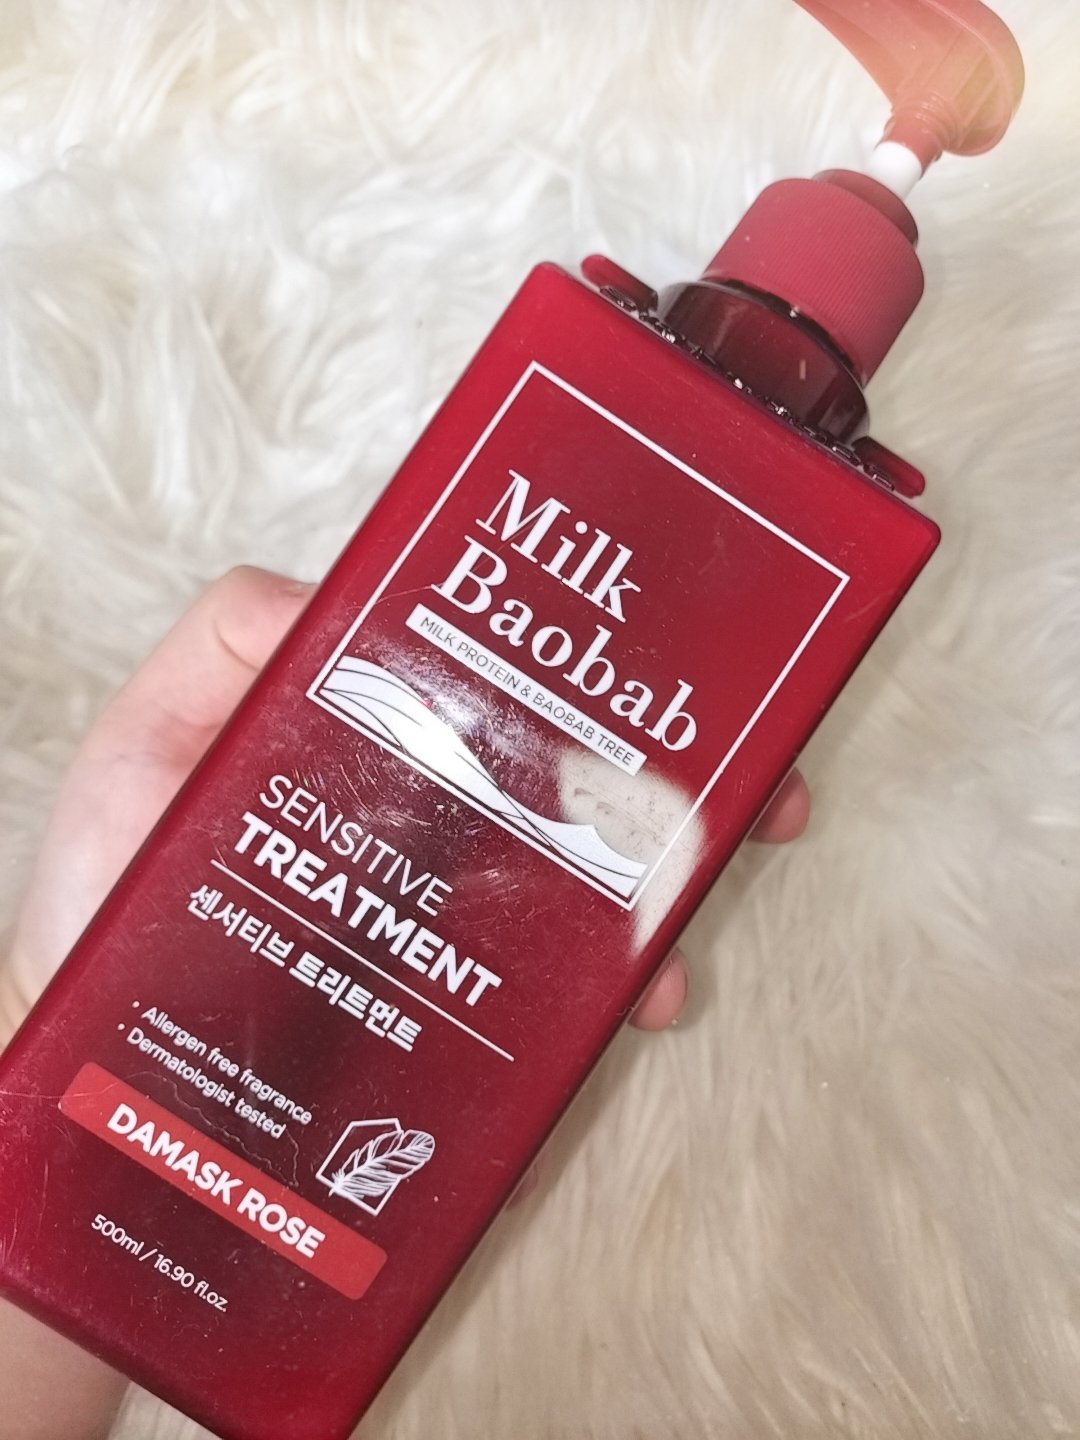 Milk
Baobab
MILK PROTEIN & BAOBAB TREE
SENSITIVE
TREATMENT
센서티브 트리트먼트
• Allergen free fragrance
• Dermatologist tested
DAMASK ROSE
500ml / 16.90 fl.oz.